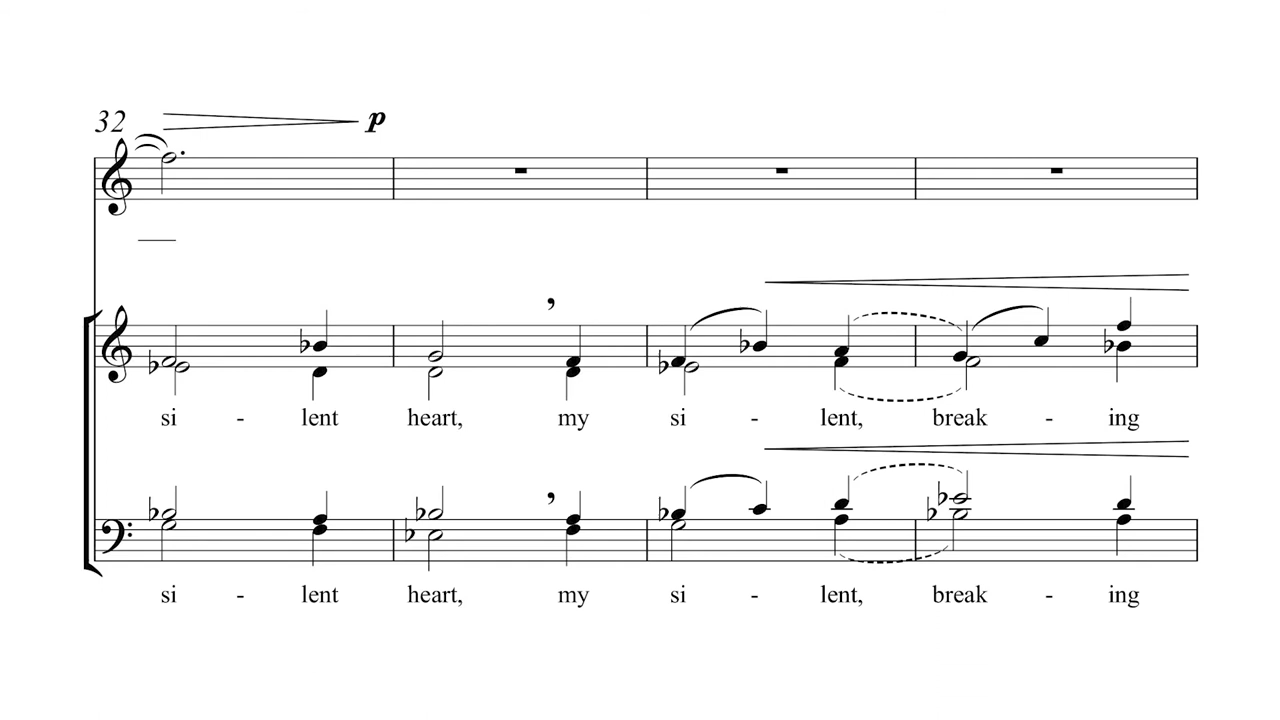 32
p
si - lent heart, my si - lent, break - ing
si - lent heart, my si - lent, break - ing